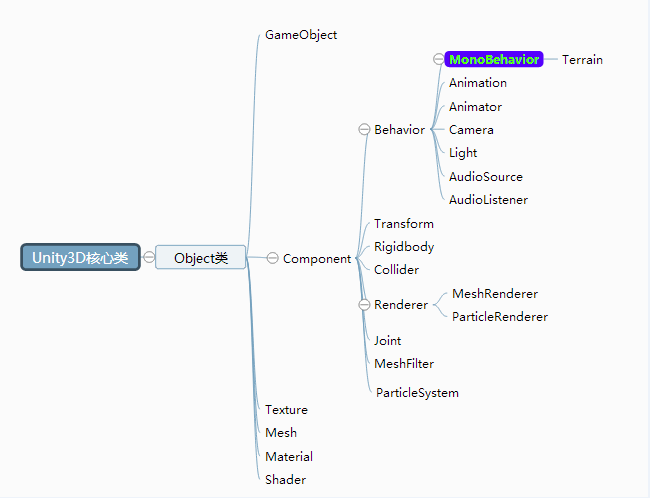 Unity3D核心类
Object类
GameObject
Component
Behavior
MonoBehavior
Terrain
Animation
Animator
Camera
Light
AudioSource
AudioListener
Transform
Rigidbody
Collider
Renderer
MeshRenderer
ParticleRenderer
Joint
MeshFilter
ParticleSystem
Texture
Mesh
Material
Shader